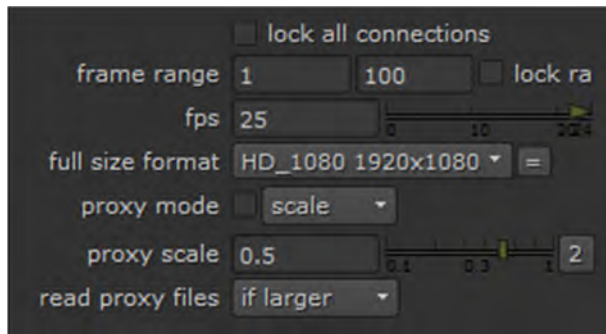 lock all connections
frame range 1 100 lock ra
fps 25 0 10 2024
full size format HD_1080 1920x1080 =
proxy mode scale
proxy scale 0.5 0.1 0.3 1 2
read proxy files if larger